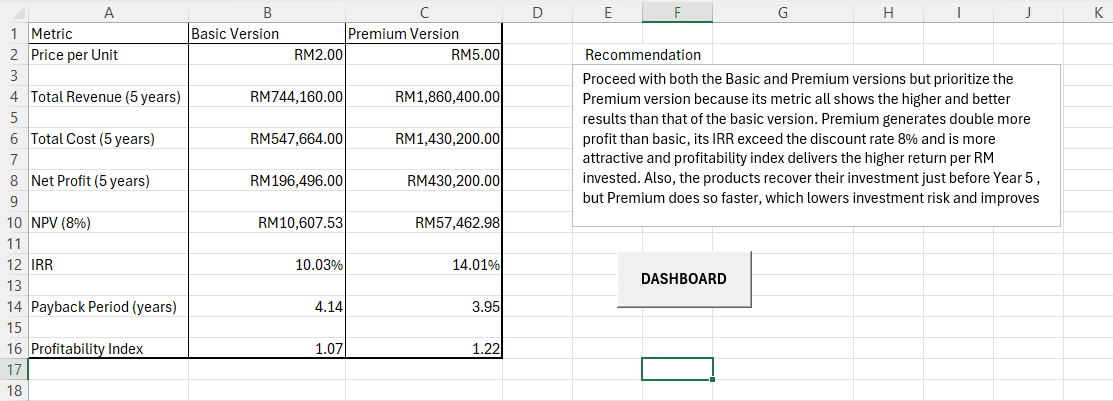 A B C D E F G H I J K
1 Metric Basic Version Premium Version
2 Price per Unit RM2.00 RM5.00 Recommendation
3
4 Total Revenue (5 years) RM744,160.00 RM1,860,400.00
5
6 Total Cost (5 years) RM547,664.00 RM1,430,200.00
7
8 Net Profit (5 years) RM196,496.00 RM430,200.00
9
10 NPV (8%) RM10,607.53 RM57,462.98
11
12 IRR 10.03% 14.01%
13
14 Payback Period (years) 4.14 3.95
15
16 Profitability Index 1.07 1.22
17
18
Proceed with both the Basic and Premium versions but prioritize the
Premium version because its metric all shows the higher and better
results than that of the basic version. Premium generates double more
profit than basic, its IRR exceed the discount rate 8% and is more
attractive and profitability index delivers the higher return per RM
invested. Also, the products recover their investment just before Year 5 ,
but Premium does so faster, which lowers investment risk and improves
DASHBOARD